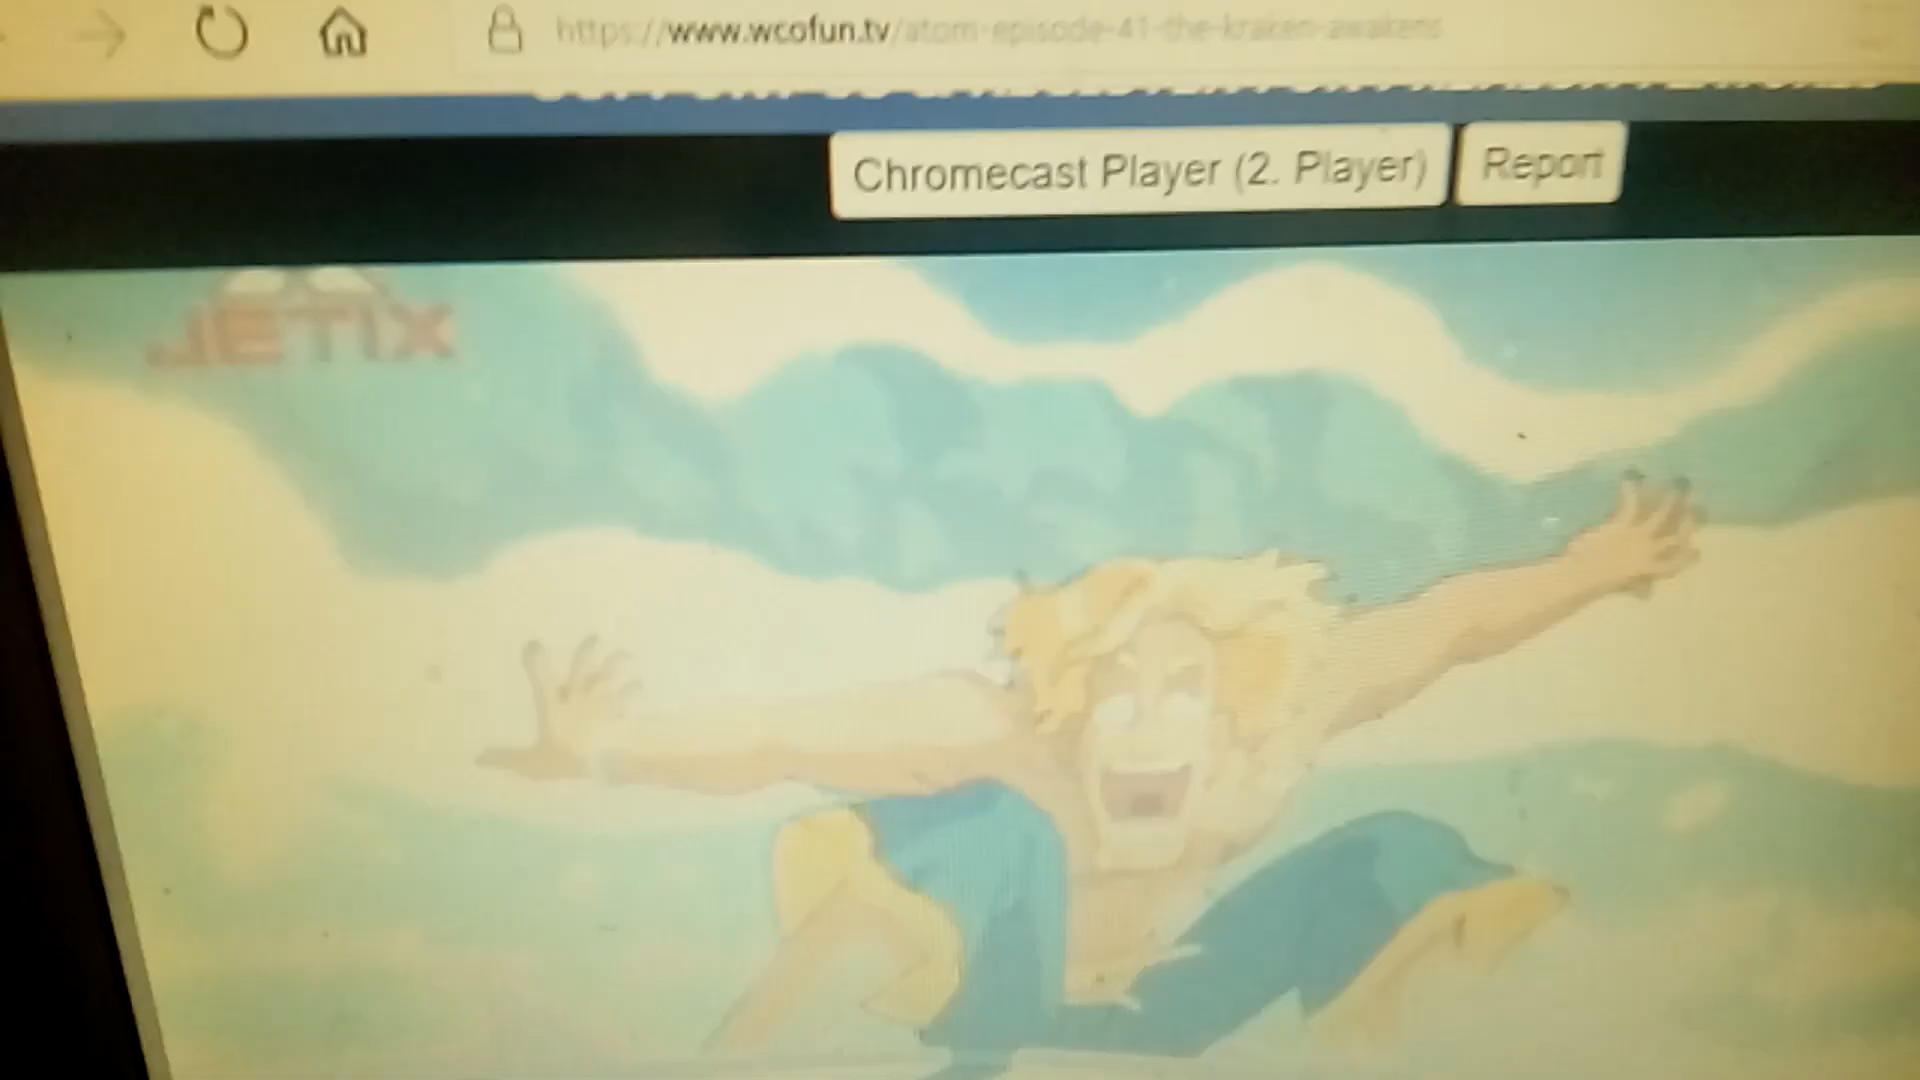 https://www.wcofun.tv/atom-episode-41-the-kraken-awakens
Chromecast Player (2. Player)
Report
JETIX